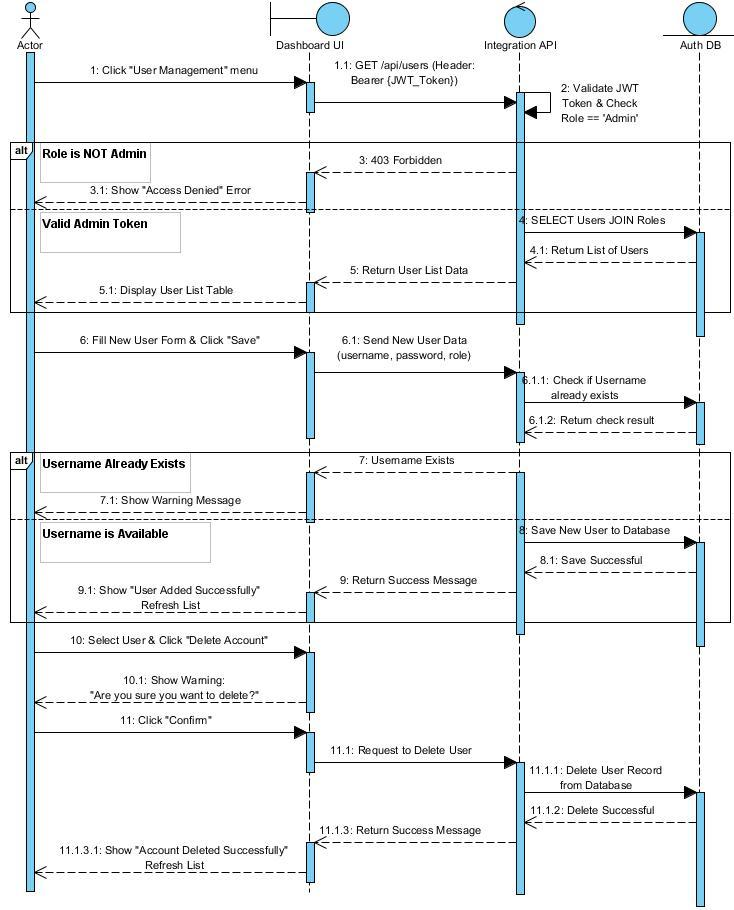 Actor
Dashboard UI
Integration API
Auth DB
1: Click "User Management" menu
1.1: GET /api/users (Header:
Bearer {JWT_Token})
2: Validate JWT
Token & Check
Role == 'Admin'
alt
Role is NOT Admin
3: 403 Forbidden
3.1: Show "Access Denied" Error
Valid Admin Token
4: SELECT Users JOIN Roles
4.1: Return List of Users
5: Return User List Data
5.1: Display User List Table
6: Fill New User Form & Click "Save"
6.1: Send New User Data
(username, password, role)
6.1.1: Check if Username
already exists
6.1.2: Return check result
alt
Username Already Exists
7: Username Exists
7.1: Show Warning Message
Username is Available
8: Save New User to Database
8.1: Save Successful
9: Return Success Message
9.1: Show "User Added Successfully"
Refresh List
10: Select User & Click "Delete Account"
10.1: Show Warning:
"Are you sure you want to delete?"
11: Click "Confirm"
11.1: Request to Delete User
11.1.1: Delete User Record
from Database
11.1.2: Delete Successful
11.1.3: Return Success Message
11.1.3.1: Show "Account Deleted Successfully"
Refresh List